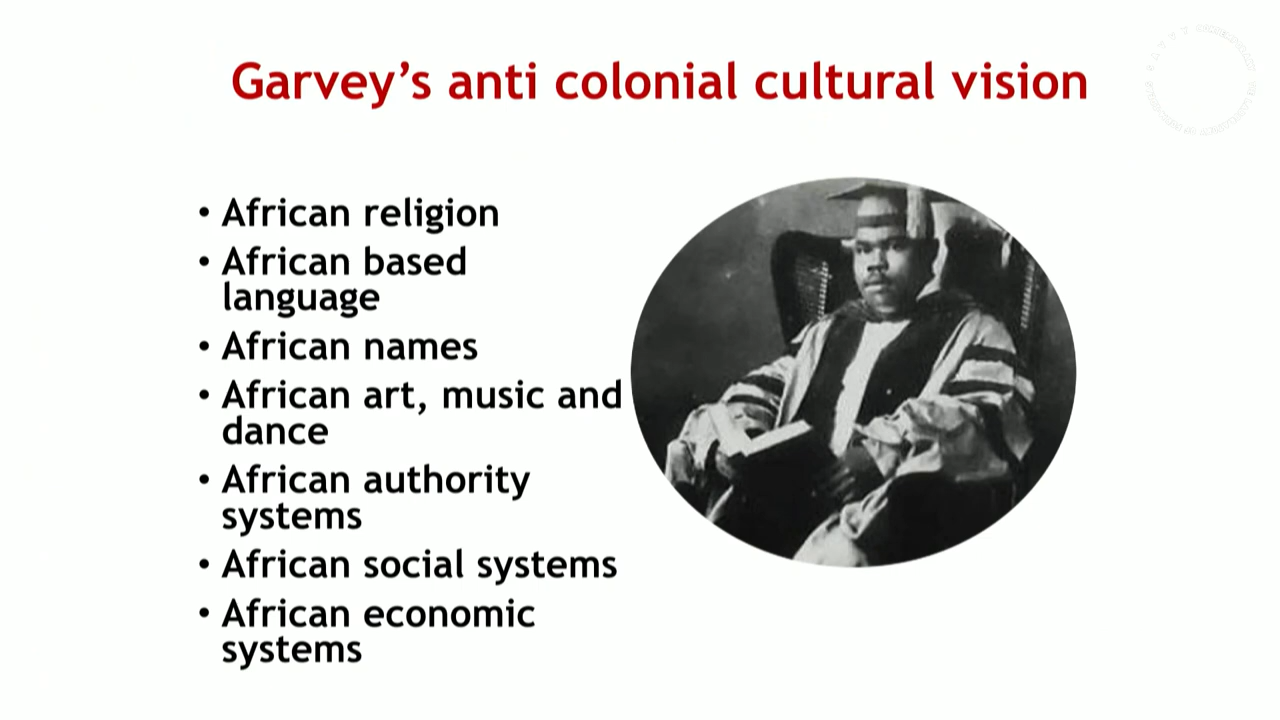 Garvey’s anti colonial cultural vision
• African religion
• African based
language
• African names
• African art, music and
dance
• African authority
systems
• African social systems
• African economic
systems